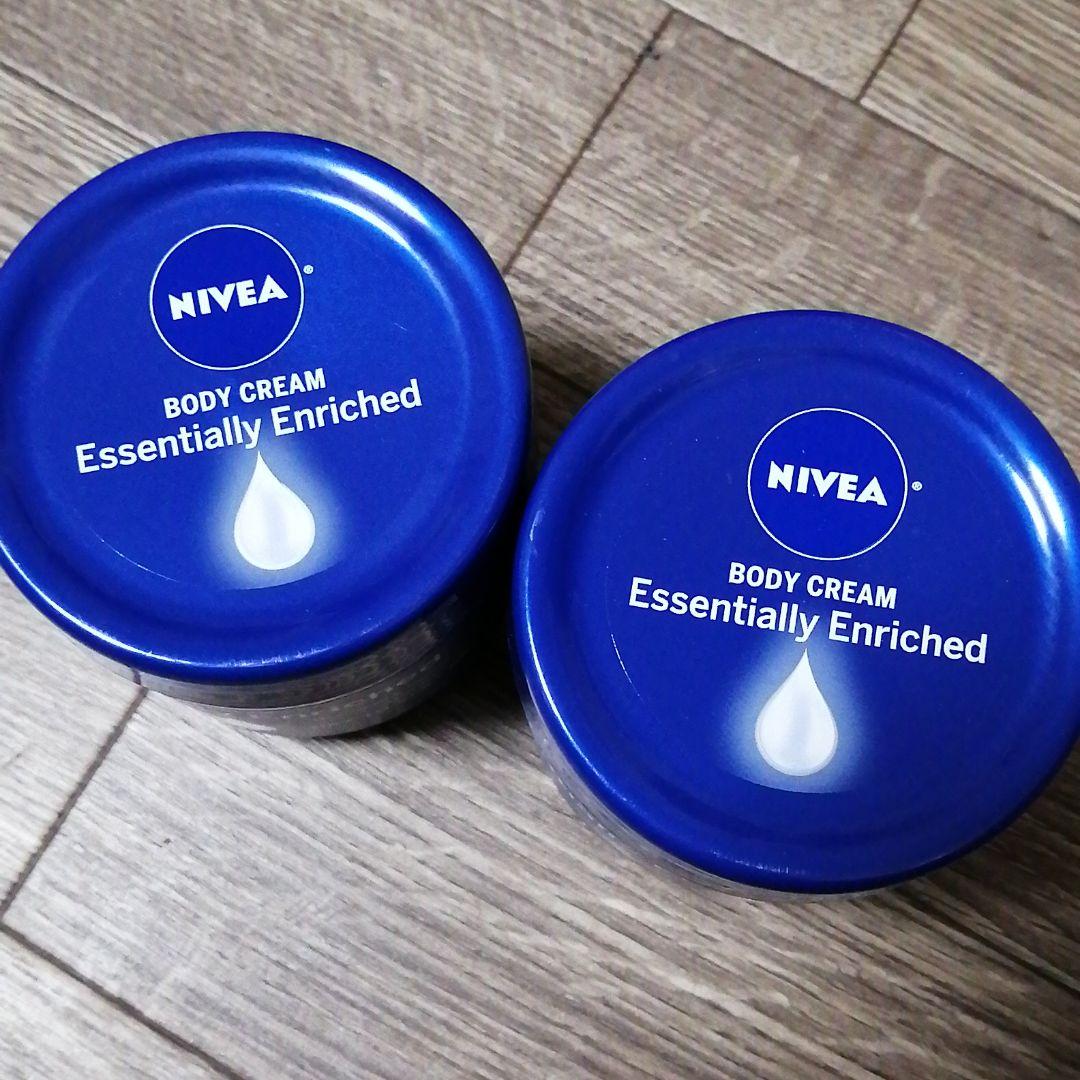 NIVEA®
BODY CREAM
Essentially Enriched
NIVEA®
BODY CREAM
Essentially Enriched